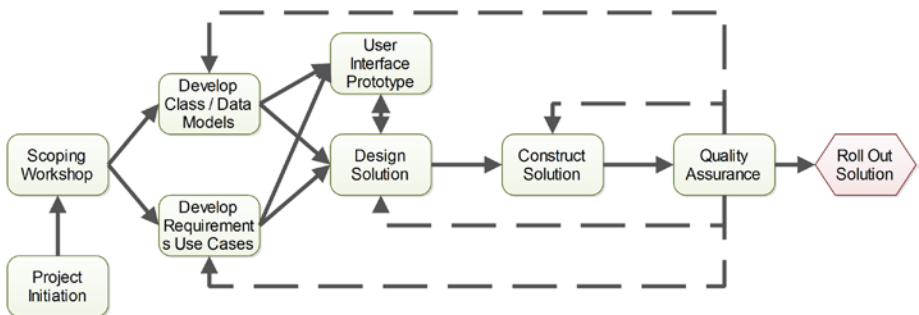 User
Interface
Prototype
Develop
Class / Data
Models
Scoping
Workshop
Design
Solution
Construct
Solution
Quality
Assurance
Roll Out
Solution
Develop
Requirement
s Use Cases
Project
Initiation